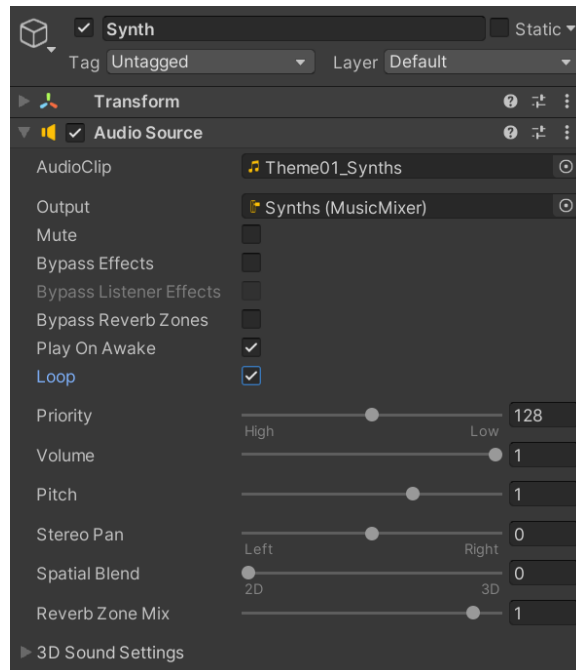 Synth Static
Tag Untagged Layer Default
Transform
Audio Source
AudioClip Theme01_Synths
Output Synths (MusicMixer)
Mute
Bypass Effects
Bypass Listener Effects
Bypass Reverb Zones
Play On Awake
Loop
Priority 128
High Low
Volume 1
Pitch 1
Stereo Pan 0
Left Right
Spatial Blend 0
2D 3D
Reverb Zone Mix 1
3D Sound Settings